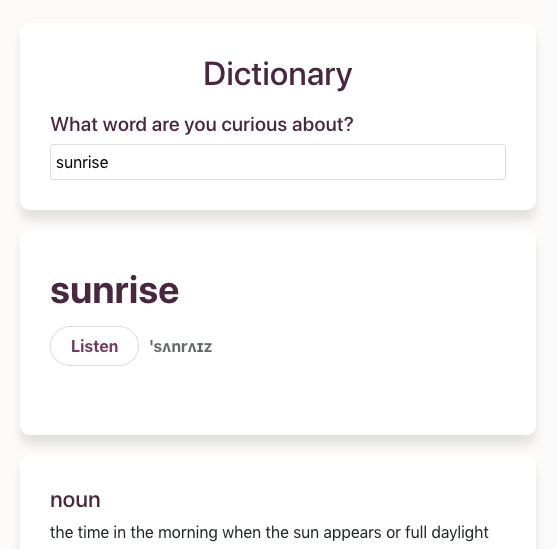 Dictionary
What word are you curious about?
sunrise
sunrise
Listen 'sʌnrʌɪz
noun
the time in the morning when the sun appears or full daylight